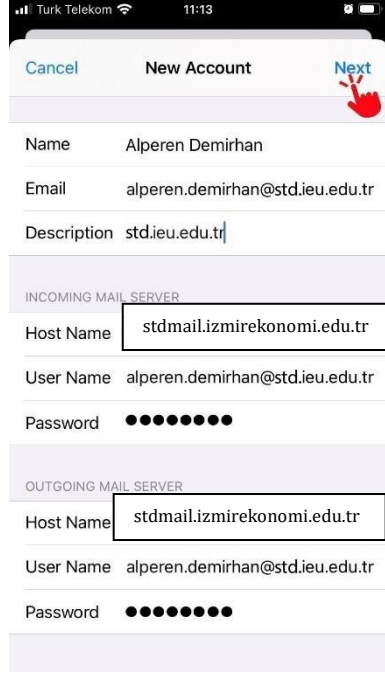 Turk Telekom 11:13
Cancel New Account Next
Name Alperen Demirhan
Email alperen.demirhan@std.ieu.edu.tr
Description std.ieu.edu.tr
INCOMING MAIL SERVER
Host Name stdmail.izmirekonomi.edu.tr
User Name alperen.demirhan@std.ieu.edu.tr
Password ●●●●●●●●
OUTGOING MAIL SERVER
Host Name stdmail.izmirekonomi.edu.tr
User Name alperen.demirhan@std.ieu.edu.tr
Password ●●●●●●●●